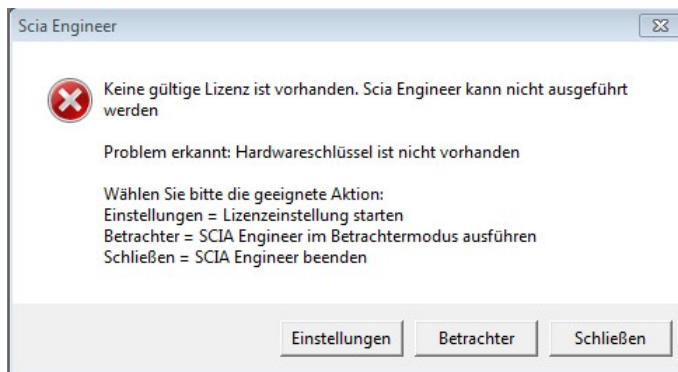 Scia Engineer
Keine gültige Lizenz ist vorhanden. Scia Engineer kann nicht ausgeführt
werden
Problem erkannt: Hardwareschlüssel ist nicht vorhanden
Wählen Sie bitte die geeignete Aktion:
Einstellungen = Lizenzeinstellung starten
Betrachter = SCIA Engineer im Betrachtermodus ausführen
Schließen = SCIA Engineer beenden
Einstellungen Betrachter Schließen